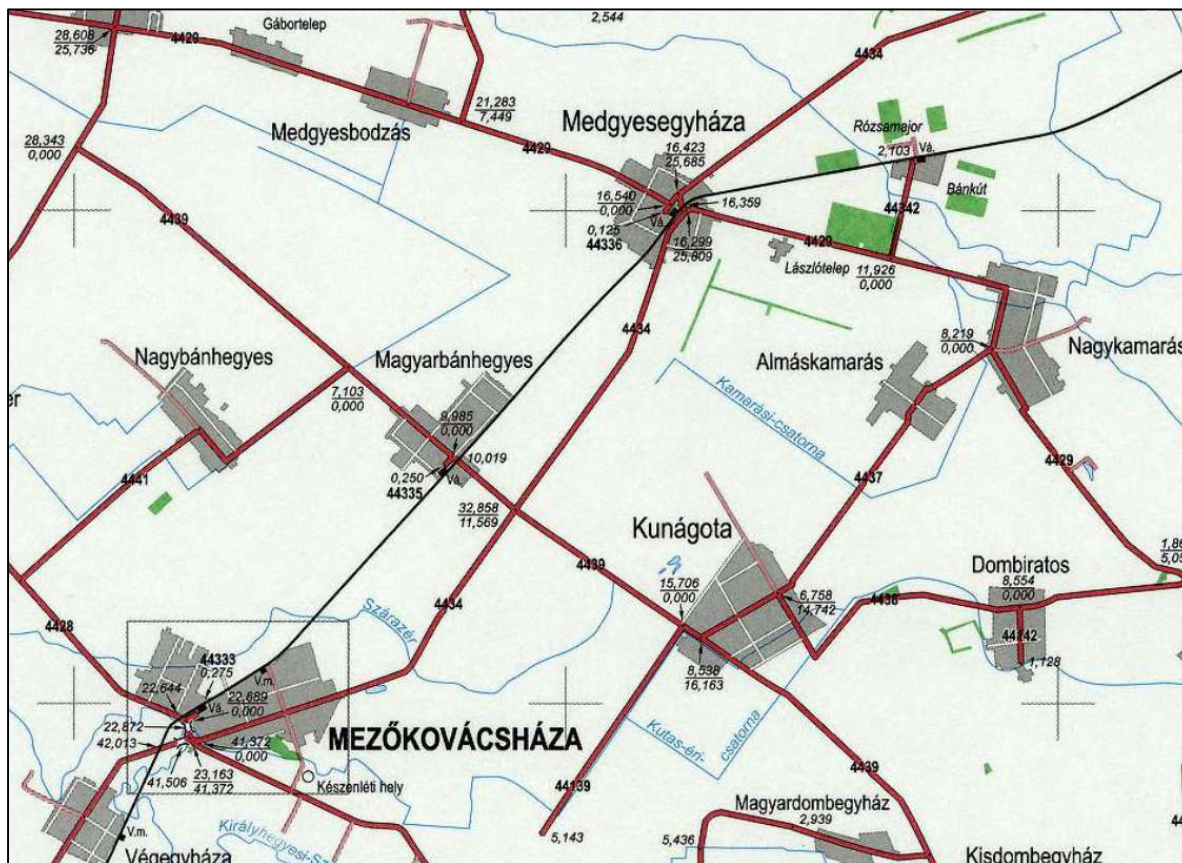 Gábortelep
2,544
28,608
25,736
4429
4434
21,283
7,449
Medgyesbodzás
Medgyesegyháza
Rózsamajor
28,343
0,000
4429
16,423
25,685
2,103
Vá.
Bánkút
16,540
0,000
16,359
44342
4439
0,125
Vá.
44336
16,299
25,809
4429
Lászlótelep
11,926
0,000
4434
8,219
0,000
Nagybánhegyes
Magyarbánhegyes
Almáskamarás
Nagykamarás
7,103
0,000
Kamarási-csatorna
er
9,985
0,000
10,019
4441
0,250
Vá.
44335
4437
4429
32,858
11,569
Kunágota
4439
Dombiratos
15,706
0,000
8,554
0,000
6,758
14,742
4438
4428
Szárazér
4434
44142
44333
0,275
V.m.
8,538
16,163
1,128
22,644
Vá.
22,689
0,000
22,872
MEZŐKOVÁCSHÁZA
Kutas-éri-
csatorna
42,013
41,372
0,000
4439
41,506
23,163
41,372
Készenléti hely
44139
Magyardombegyház
2,939
V.m.
5,143
5,436
Végegyháza
Kisdombegyház